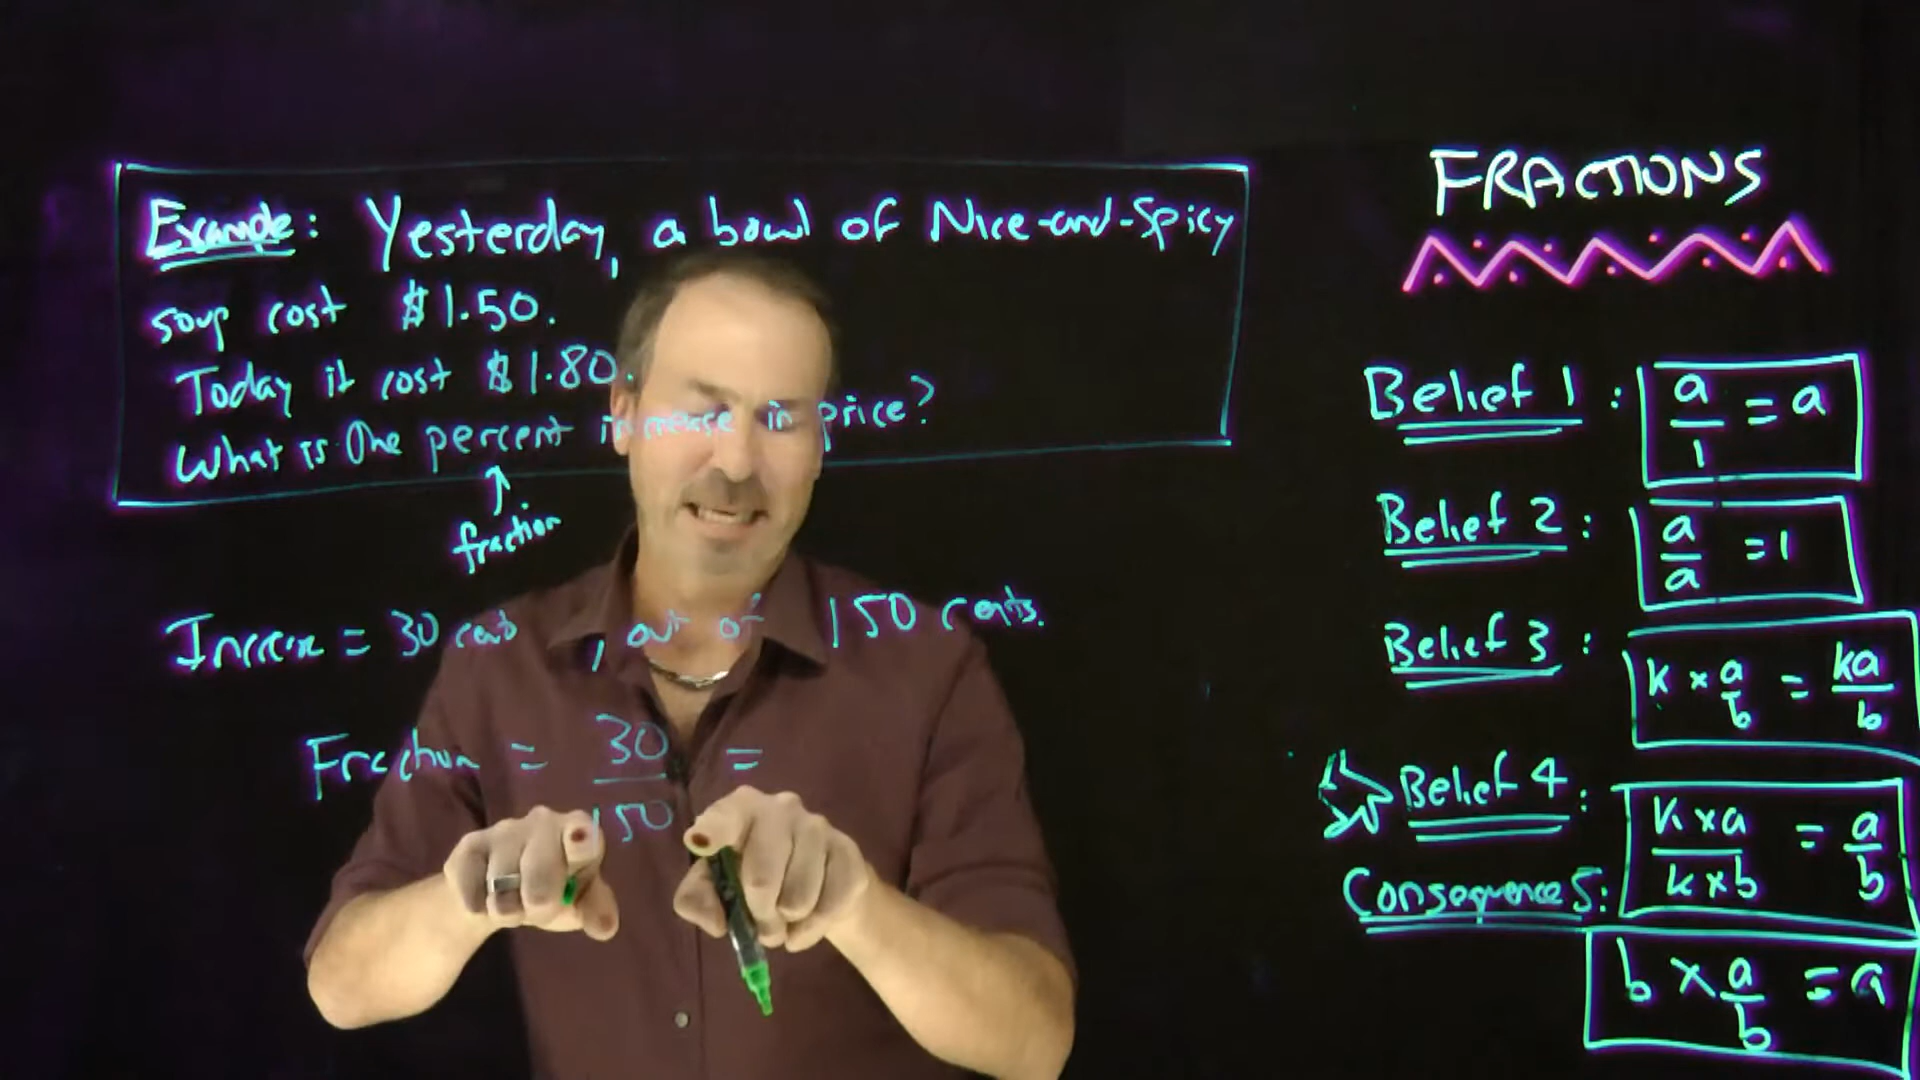 Example: Yesterday, a bowl of Nice-and-Spicy
soup cost $1.50.
Today it cost $1.80.
What is the percent increase in price?
↑
fraction
Increase = 30 cents, out of 150 cents.
Fraction = 30/150 =
FRACTIONS
Belief 1: a/1 = a
Belief 2: a/a = 1
Belief 3: k × a/b = ka/b
Belief 4: k×a/k×b = a/b
Consequence 5: b × a/b = a